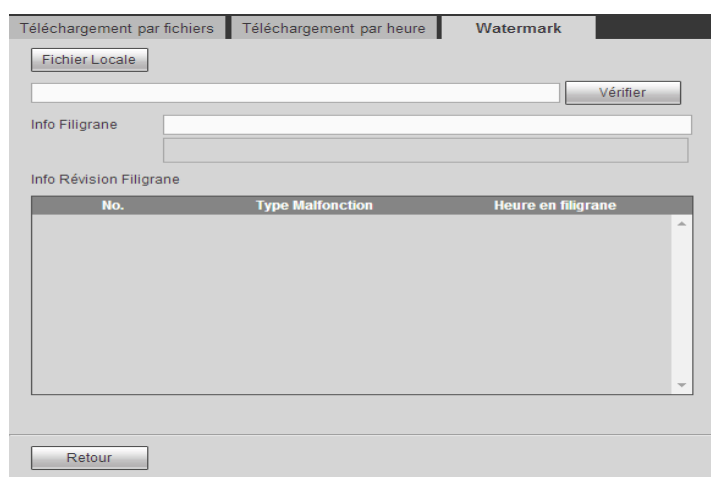 Téléchargement par fichiers Téléchargement par heure Watermark
Fichier Locale
Vérifier
Info Filigrane
Info Révision Filigrane
No. Type Malfonction Heure en filigrane
Retour